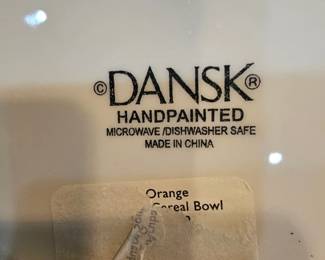 © DANSK ®
HANDPAINTED
MICROWAVE/DISHWASHER SAFE
MADE IN CHINA
Orange
Cereal Bowl